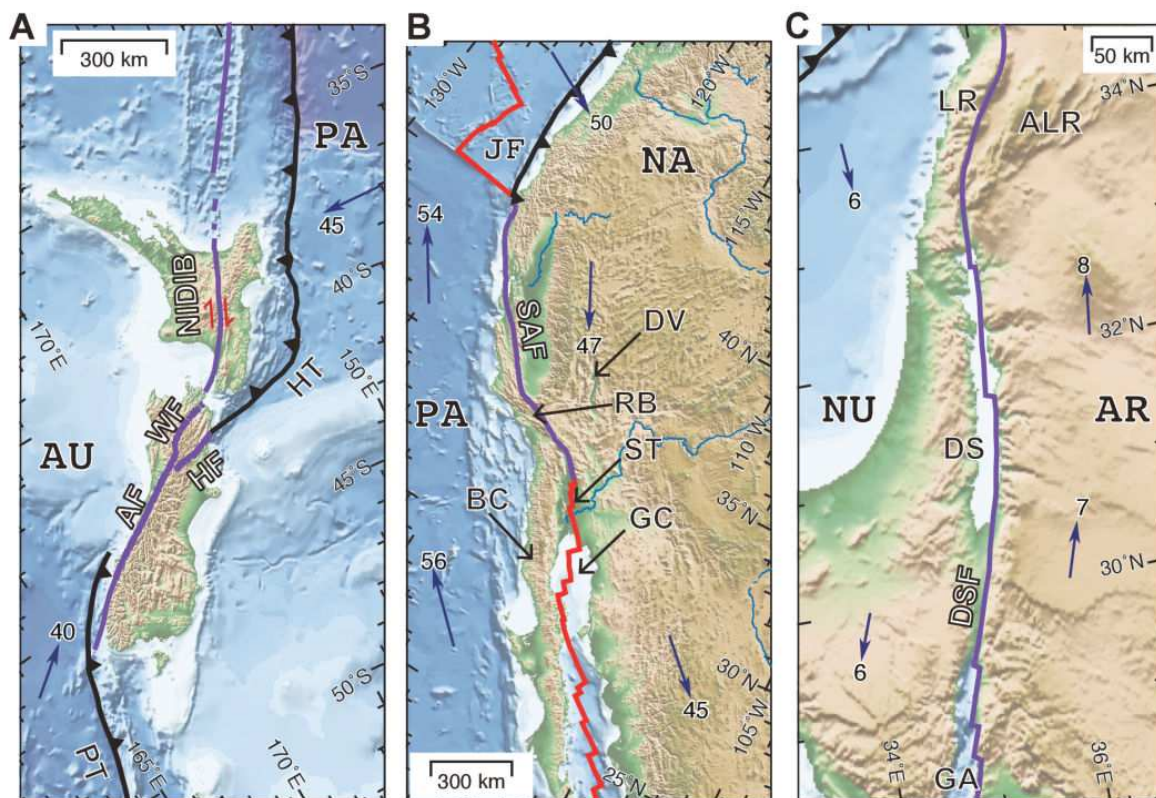 A
300 km
35°S
PA
45
40°S
NIDIB
170°E
150°E
HT
WF
AU
HF
45°S
AF
40
50°S
PT
165°E
170°E
B
130°W
120°W
50
JF
NA
54
115°W
SAF
47
DV
40°N
PA
RB
110°W
ST
BC
GC
35°N
56
30°N
45
105°W
300 km
25°N
C
50 km
LR
34°N
ALR
6
8
32°N
NU
AR
DS
7
30°N
DSF
6
34°E
36°E
GA